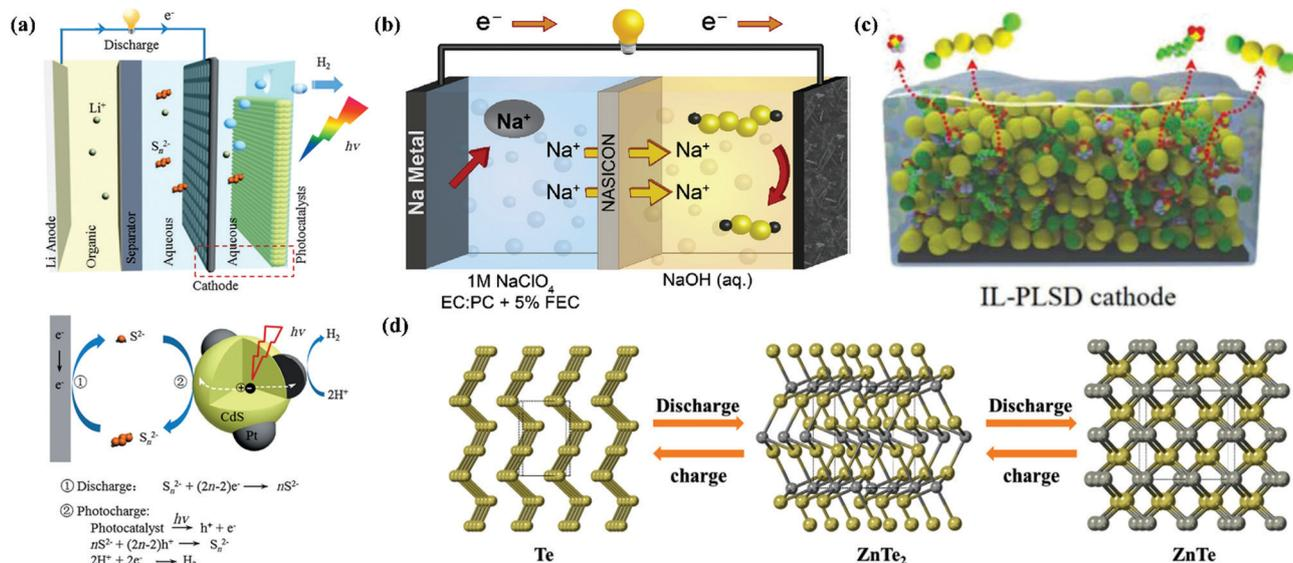 (a)
e⁻
e⁻
Discharge
H₂
hν
Li⁺
Sₙ²⁻
Li Anode
Organic
Separator
Aqueous
Aqueous
Photocatalysts
Cathode
e⁻
e⁻
①
S²⁻
Sₙ²⁻
②
hν
H₂
2H⁺
CdS
Pt
① Discharge: Sₙ²⁻ + (2n-2)e⁻ → nS²⁻
② Photocharge:
Photocatalyst hν → h⁺ + e⁻
nS²⁻ + (2n-2)h⁺ → Sₙ²⁻
2H⁺ + 2e⁻ → H₂
(b)
e⁻
e⁻
Na Metal
Na⁺
Na⁺
Na⁺
NASICON
Na⁺
Na⁺
1M NaClO₄
EC:PC + 5% FEC
NaOH (aq.)
(c)
IL-PLSD cathode
(d)
Discharge
charge
Discharge
charge
Te
ZnTe₂
ZnTe